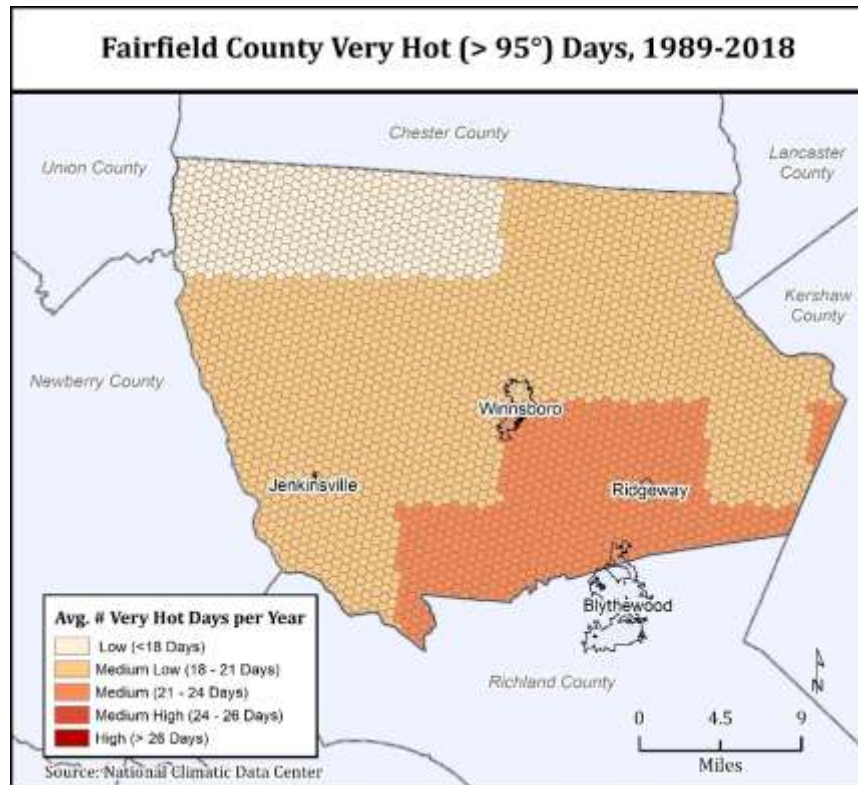 Fairfield County Very Hot (> 95°) Days, 1989-2018
Chester County
Union County
Lancaster
County
Kershaw
County
Newberry County
Winnsboro
Jenkinsville
Ridgeway
Blythewood
Richland County
Avg. # Very Hot Days per Year
Low (<18 Days)
Medium Low (18 - 21 Days)
Medium (21 - 24 Days)
Medium High (24 - 26 Days)
High (> 26 Days)
Source: National Climatic Data Center
N
0 4.5 9
Miles